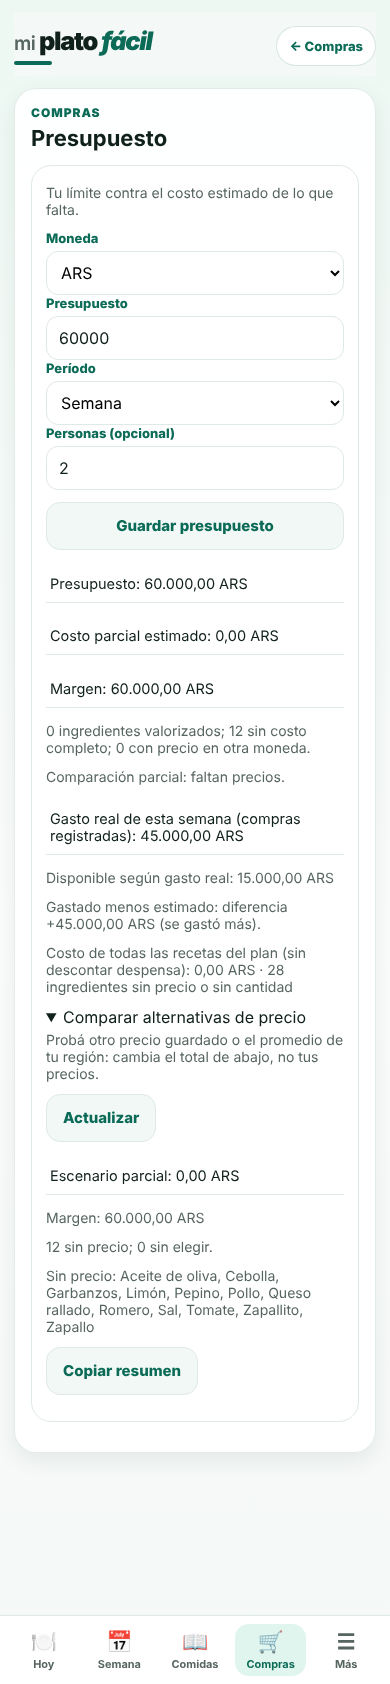 mi plato fácil
← Compras
COMPRAS
Presupuesto
Tu límite contra el costo estimado de lo que
falta.
Moneda
ARS
Presupuesto
60000
Período
Semana
Personas (opcional)
2
Guardar presupuesto
Presupuesto: 60.000,00 ARS
Costo parcial estimado: 0,00 ARS
Margen: 60.000,00 ARS
0 ingredientes valorizados; 12 sin costo
completo; 0 con precio en otra moneda.
Comparación parcial: faltan precios.
Gasto real de esta semana (compras
registradas): 45.000,00 ARS
Disponible según gasto real: 15.000,00 ARS
Gastado menos estimado: diferencia
+45.000,00 ARS (se gastó más).
Costo de todas las recetas del plan (sin
descontar despensa): 0,00 ARS · 28
ingredientes sin precio o sin cantidad
▼ Comparar alternativas de precio
Probá otro precio guardado o el promedio de
tu región: cambia el total de abajo, no tus
precios.
Actualizar
Escenario parcial: 0,00 ARS
Margen: 60.000,00 ARS
12 sin precio; 0 sin elegir.
Sin precio: Aceite de oliva, Cebolla,
Garbanzos, Limón, Pepino, Pollo, Queso
rallado, Romero, Sal, Tomate, Zapallito,
Zapallo
Copiar resumen
Hoy
Semana
Comidas
Compras
Más